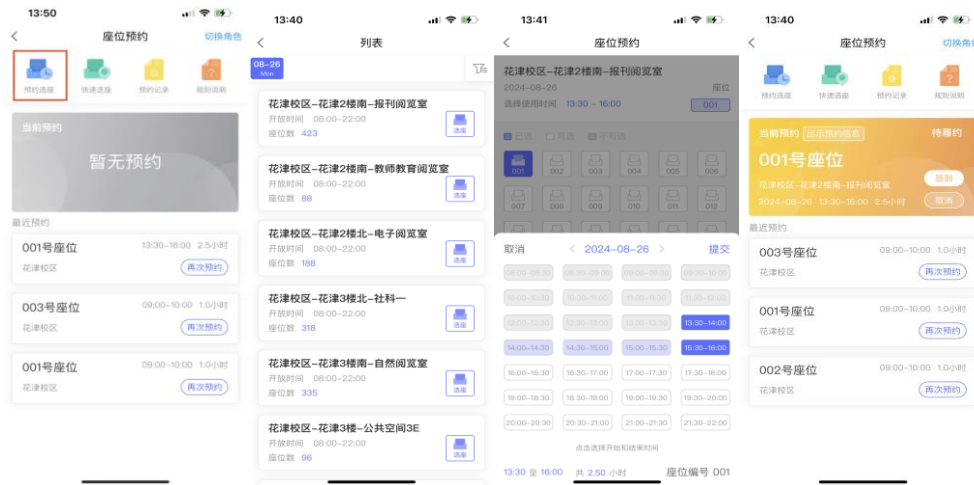 13:50
座位预约
切换角色
预约选座
快速选座
预约记录
规则说明
当前预约
暂无预约
最近预约
001号座位
13:30-16:00 2.5小时
花津校区
再次预约
003号座位
09:00-10:00 1.0小时
花津校区
再次预约
001号座位
09:00-10:00 1.0小时
花津校区
再次预约
13:40
列表
08-26
Mon
花津校区-花津2楼南-报刊阅览室
开放时间 08:00-22:00
座位数 423
选座
花津校区-花津2楼南-教师教育阅览室
开放时间 08:00-22:00
座位数 88
选座
花津校区-花津2楼北-电子阅览室
开放时间 08:00-22:00
座位数 188
选座
花津校区-花津3楼北-社科一
开放时间 08:00-22:00
座位数 318
选座
花津校区-花津3楼南-自然阅览室
开放时间 08:00-22:00
座位数 335
选座
花津校区-花津3楼-公共空间3E
开放时间 08:00-22:00
座位数 96
选座
13:41
座位预约
花津校区-花津2楼南-报刊阅览室
2024-08-26
座位
选择使用时间 13:30 - 16:00
001
已选 可选 不可选
001 002 003 004 005 006
007 008 009 010 011 012
取消
2024-08-26
提交
08:00-08:30 08:30-09:00 09:00-09:30 09:30-10:00
10:00-10:30 10:30-11:00 11:00-11:30 11:30-12:00
12:00-12:30 12:30-13:00 13:00-13:30 13:30-14:00
14:00-14:30 14:30-15:00 15:00-15:30 15:30-16:00
16:00-16:30 16:30-17:00 17:00-17:30 17:30-18:00
18:00-18:30 18:30-19:00 19:00-19:30 19:30-20:00
20:00-20:30 20:30-21:00 21:00-21:30 21:30-22:00
点击选择开始和结束时间
13:30 至 16:00 共 2.50 小时 座位编号 001
13:40
座位预约
切换角色
预约选座
快速选座
预约记录
规则说明
当前预约 出示预约信息
待履约
001号座位
花津校区-花津2楼南-报刊阅览室
签到
2024-08-26 13:30-16:00 2.5小时
取消
最近预约
003号座位
09:00-10:00 1.0小时
花津校区
再次预约
001号座位
09:00-10:00 1.0小时
花津校区
再次预约
002号座位
09:00-10:00 1.0小时
花津校区
再次预约